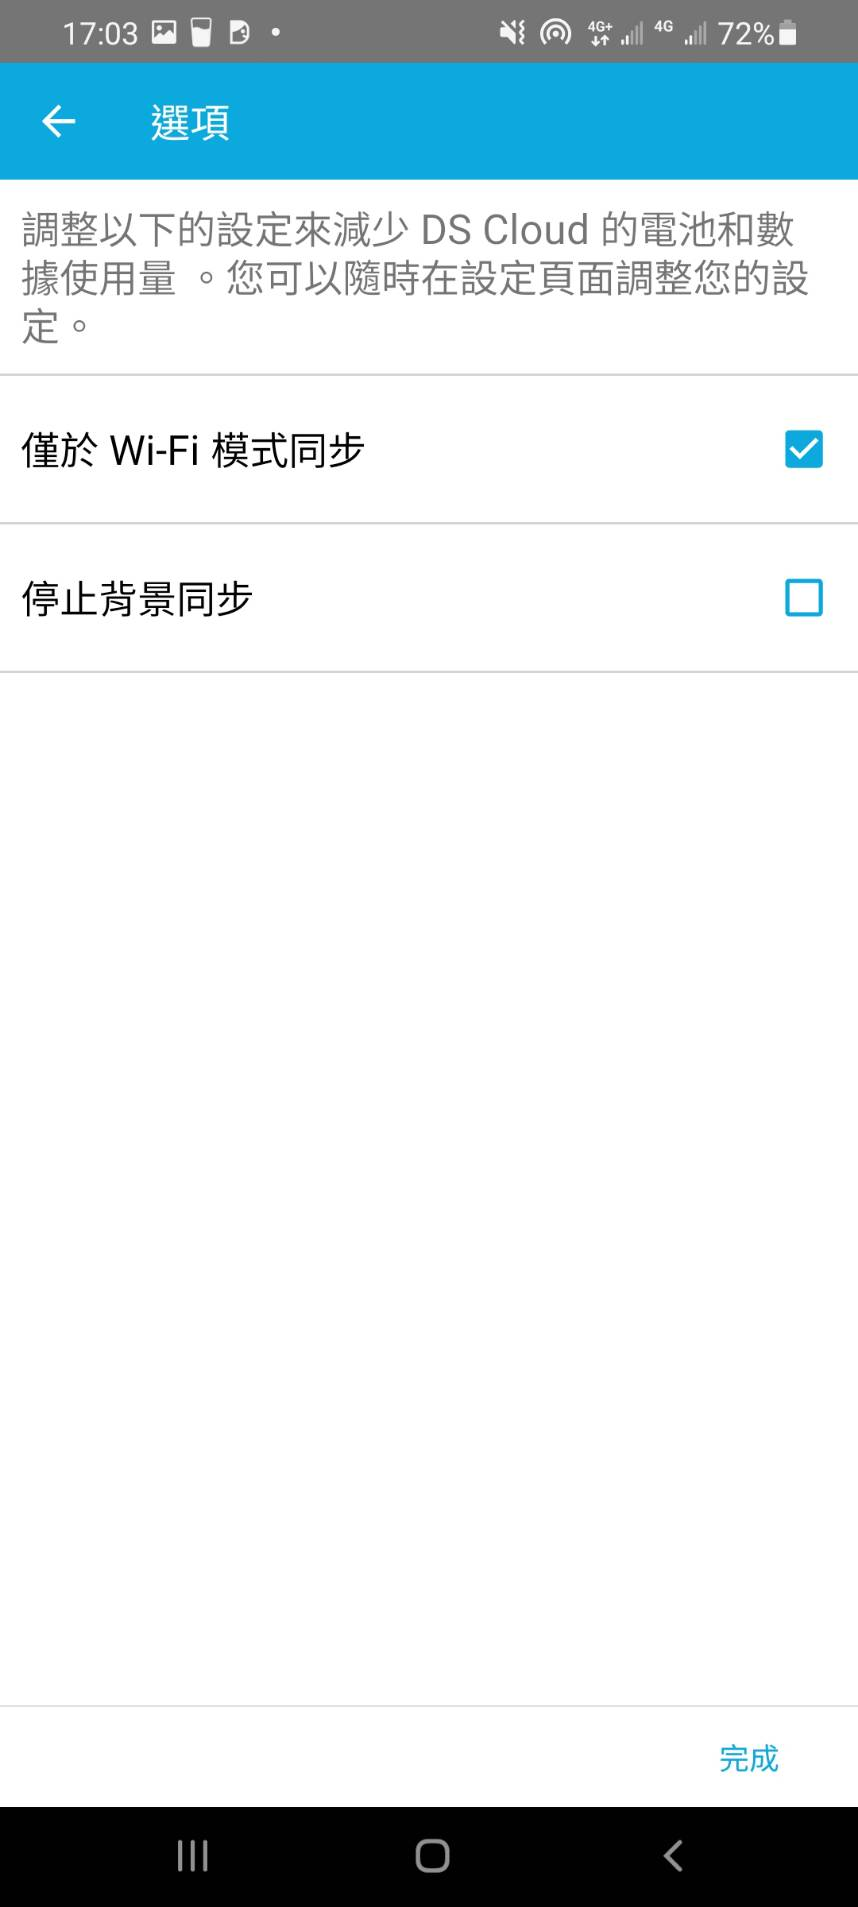 17:03
4G+ 4G 72%
選項
調整以下的設定來減少 DS Cloud 的電池和數
據使用量 。您可以隨時在設定頁面調整您的設
定。
僅於 Wi-Fi 模式同步
停止背景同步
完成